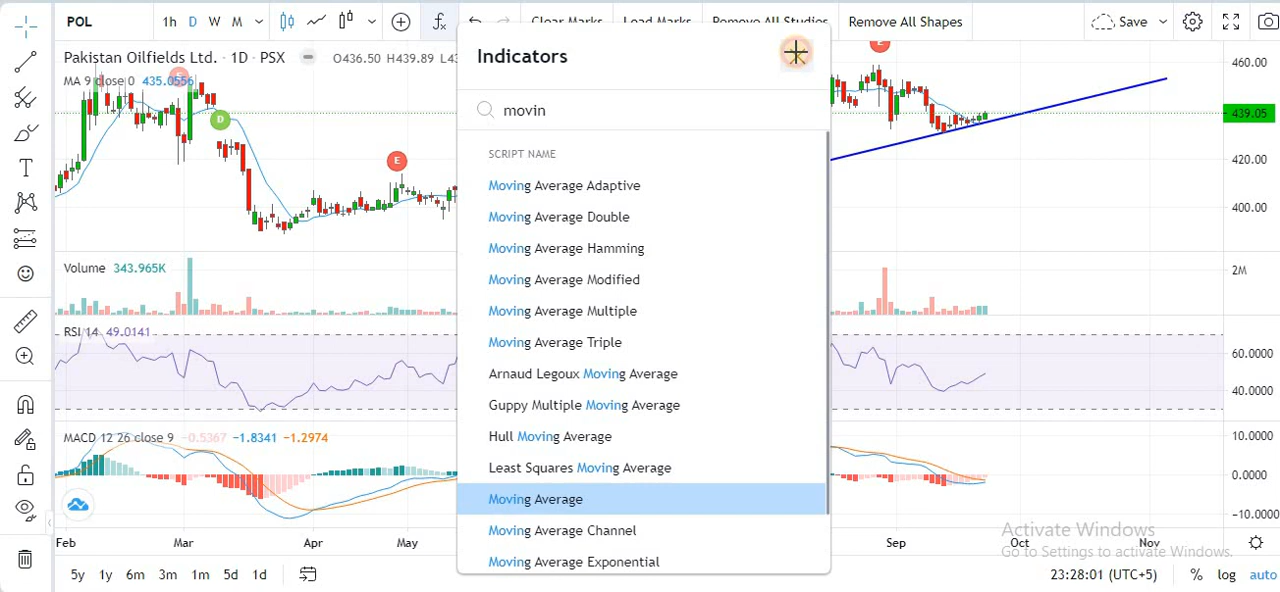 POL
1h D W M
Clear Marks Lead Marks Remove All Studies Remove All Shapes
Save
Pakistan Oilfields Ltd. · 1D · PSX O436.50 H439.89 L43
MA 9 close 0 435.0556
Indicators
movin
SCRIPT NAME
Moving Average Adaptive
Moving Average Double
Moving Average Hamming
Moving Average Modified
Moving Average Multiple
Moving Average Triple
Arnaud Legoux Moving Average
Guppy Multiple Moving Average
Hull Moving Average
Least Squares Moving Average
Moving Average
Moving Average Channel
Moving Average Exponential
D
E
E
460.00
439.05
420.00
400.00
Volume 343.965K
2M
RSI 14 49.0141
60.0000
40.0000
MACD 12 26 close 9 -0.5367 -1.8341 -1.2974
10.0000
0.0000
-10.0000
Feb Mar Apr May Sep Oct Nov
Activate Windows
Go to Settings to activate Windows.
5y 1y 6m 3m 1m 5d 1d
23:28:01 (UTC+5) % log auto